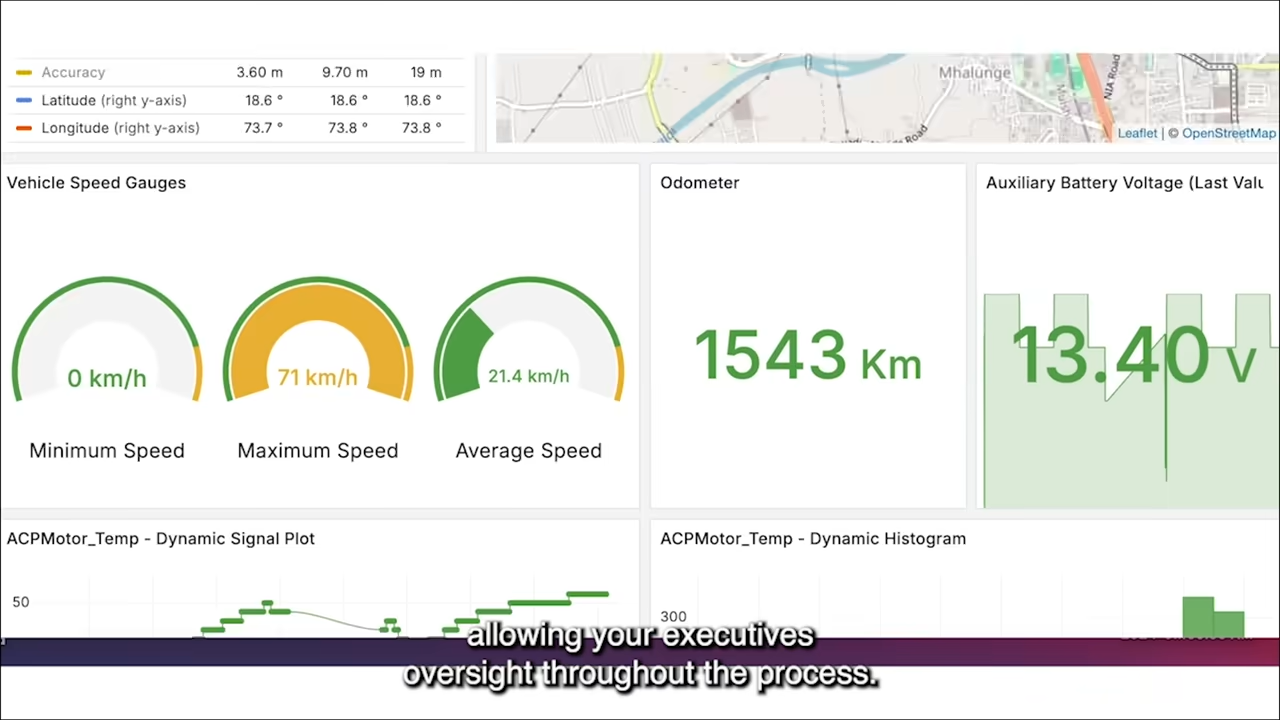 Accuracy 3.60 m 9.70 m 19 m
Latitude (right y-axis) 18.6 ° 18.6 ° 18.6 °
Longitude (right y-axis) 73.7 ° 73.8 ° 73.8 °
Mhalunge
Road
Leaflet | © OpenStreetMap
Vehicle Speed Gauges
0 km/h
71 km/h
21.4 km/h
Minimum Speed
Maximum Speed
Average Speed
Odometer
1543 Km
Auxiliary Battery Voltage (Last Valu
13.40 V
ACPMotor_Temp - Dynamic Signal Plot
50
ACPMotor_Temp - Dynamic Histogram
300
allowing your executives
oversight throughout the process.